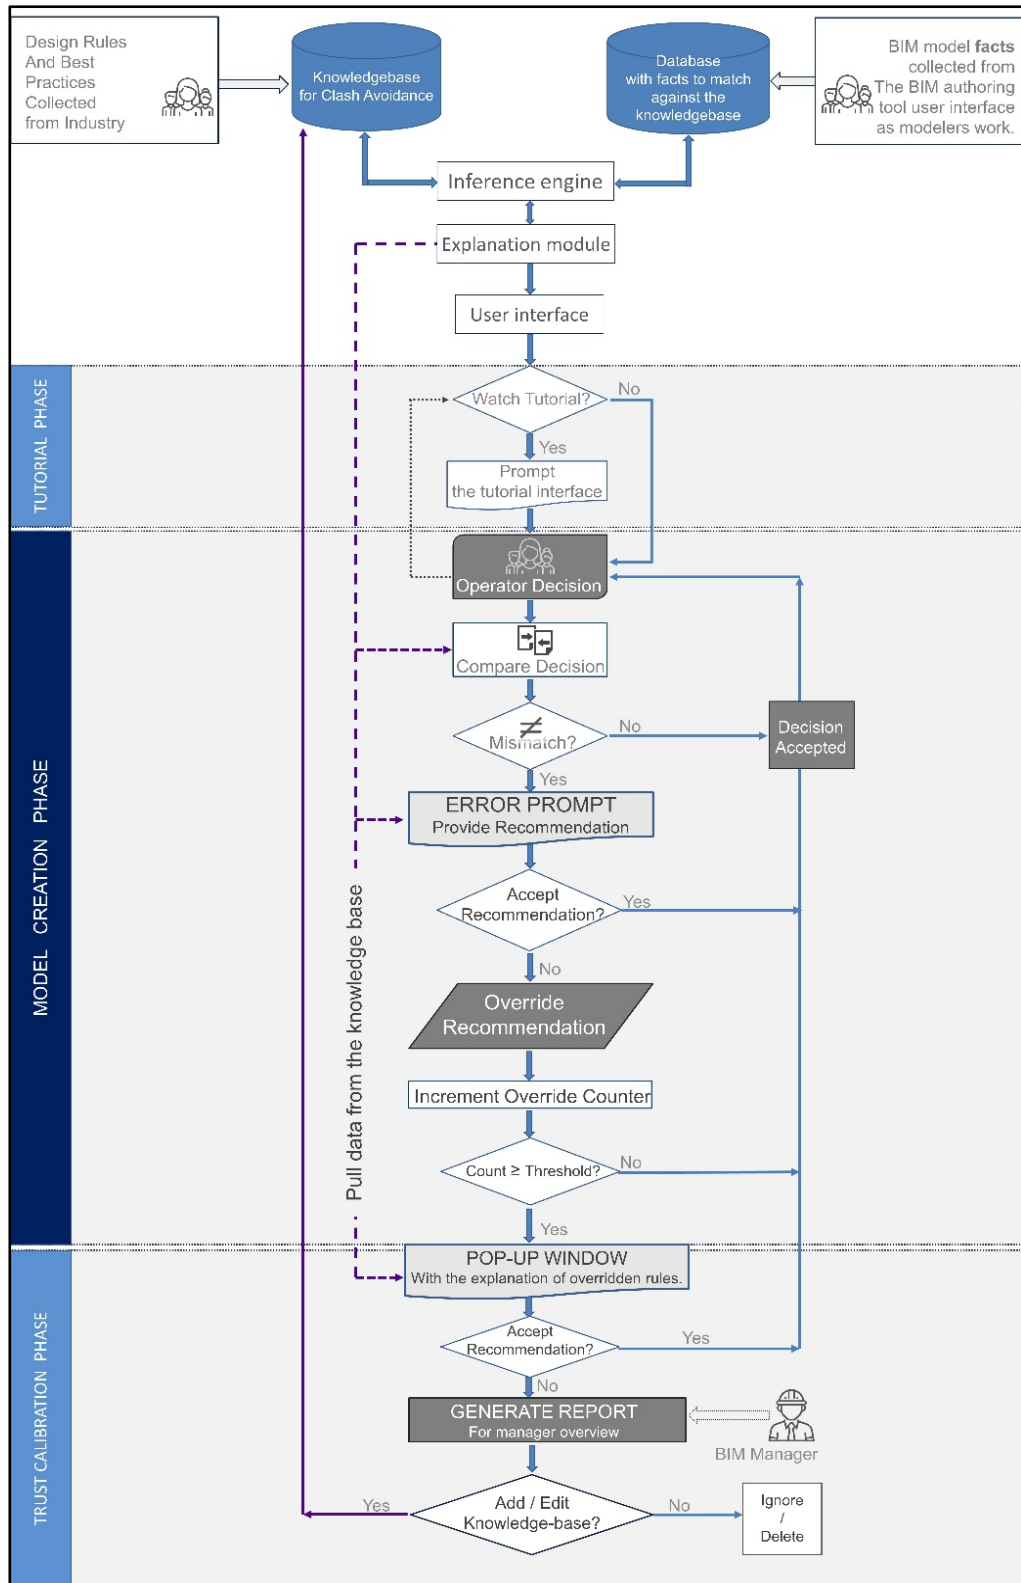 Design Rules
And Best
Practices
Collected
from Industry
Knowledgebase
for Clash Avoidance
Database
with facts to match
against the
knowledgebase
BIM model facts
collected from
The BIM authoring
tool user interface
as modelers work.
Inference engine
Explanation module
User interface
TUTORIAL PHASE
Watch Tutorial?
No
Yes
Prompt
the tutorial interface
MODEL CREATION PHASE
Operator Decision
Compare Decision
≠
Mismatch?
No
Decision
Accepted
Yes
ERROR PROMPT
Provide Recommendation
Accept
Recommendation?
Yes
No
Pull data from the knowledge base
Override
Recommendation
Increment Override Counter
Count ≥ Threshold?
No
Yes
TRUST CALIBRATION PHASE
POP-UP WINDOW
With the explanation of overridden rules.
Accept
Recommendation?
Yes
No
GENERATE REPORT
For manager overview
BIM Manager
Yes
Add / Edit
Knowledge-base?
No
Ignore
/
Delete